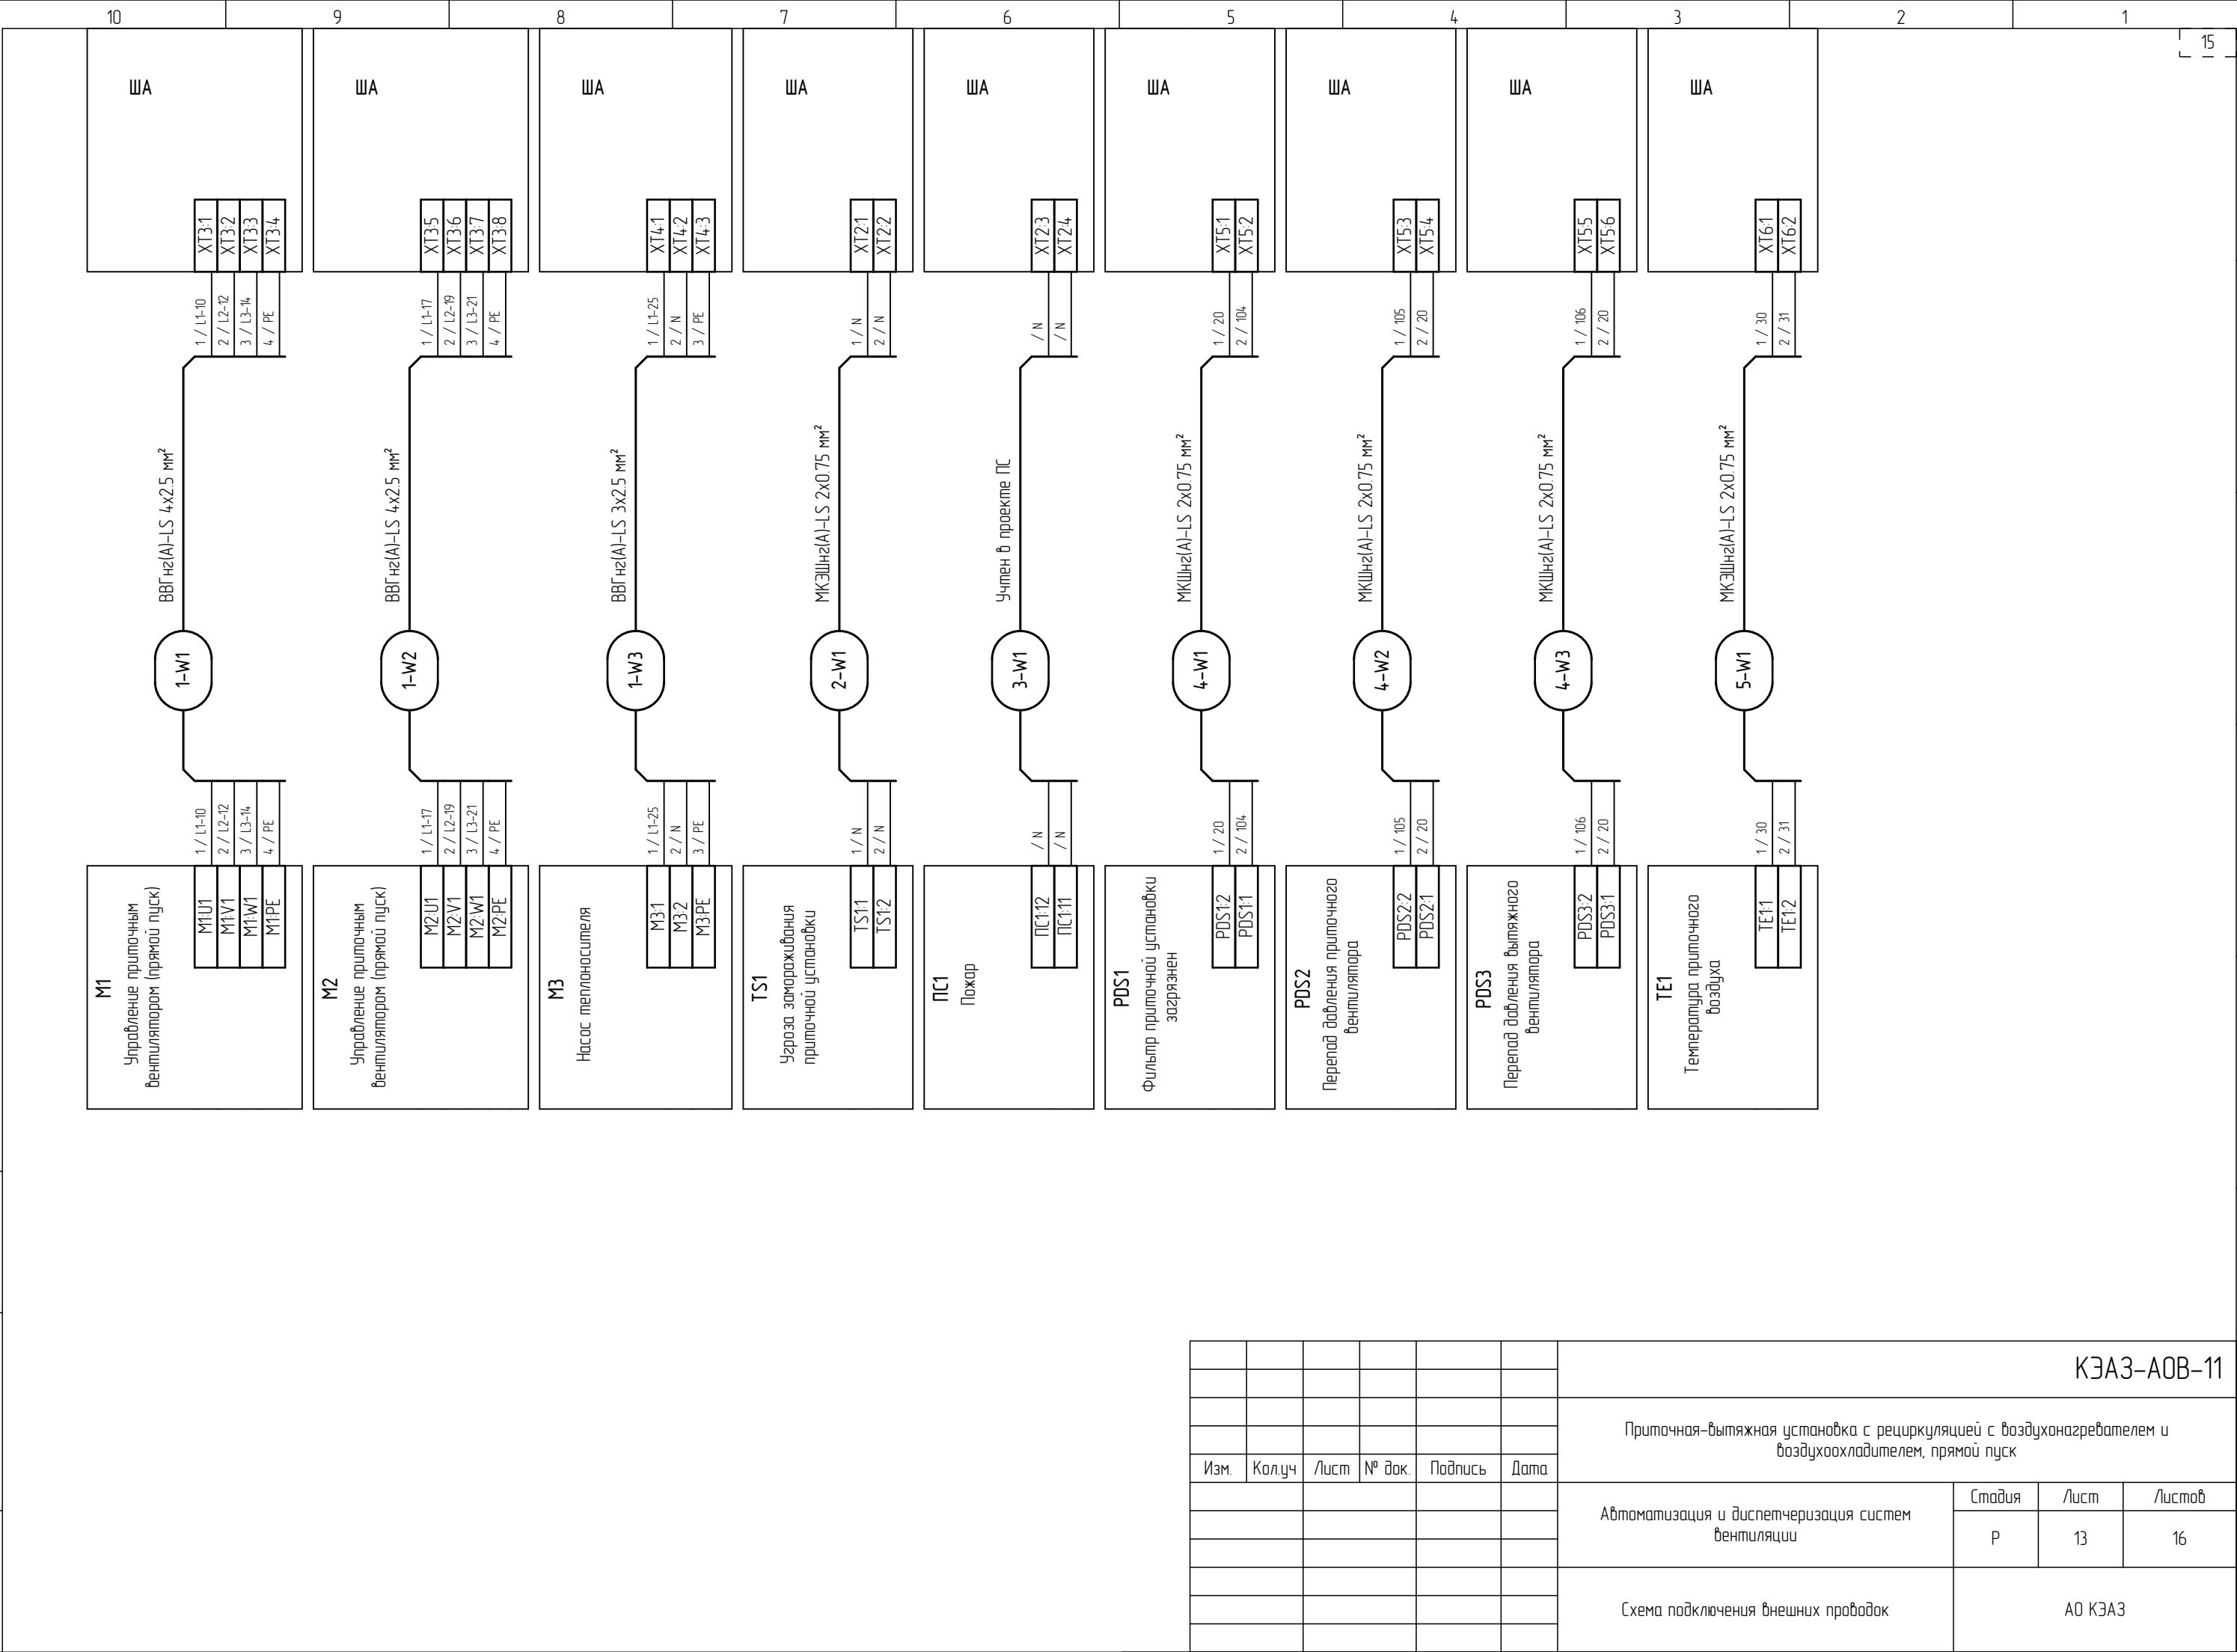 10
9
8
7
6
5
4
3
2
1
15
ША
XT3:1
XT3:2
XT3:3
XT3:4
1 / L1-10
2 / L2-12
3 / L3-14
4 / PE
ВВГнг(A)-LS 4x2.5 мм²
1-W1
1 / L1-10
2 / L2-12
3 / L3-14
4 / PE
M1:U1
M1:V1
M1:W1
M1:PE
M1
Управление приточным
вентилятором (прямой пуск)
ША
XT3:5
XT3:6
XT3:7
XT3:8
1 / L1-17
2 / L2-19
3 / L3-21
4 / PE
ВВГнг(A)-LS 4x2.5 мм²
1-W2
1 / L1-17
2 / L2-19
3 / L3-21
4 / PE
M2:U1
M2:V1
M2:W1
M2:PE
M2
Управление приточным
вентилятором (прямой пуск)
ША
XT4:1
XT4:2
XT4:3
1 / L1-25
2 / N
3 / PE
ВВГнг(A)-LS 3x2.5 мм²
1-W3
1 / L1-25
2 / N
3 / PE
M3:1
M3:2
M3:PE
M3
Насос теплоносителя
ША
XT2:1
XT2:2
1 / N
2 / N
МКЭШнг(A)-LS 2x0.75 мм²
2-W1
1 / N
2 / N
TS1:1
TS1:2
TS1
Угроза замораживания
приточной установки
ША
XT2:3
XT2:4
/ N
/ N
Учтен в проекте ПС
3-W1
/ N
/ N
ПС1:12
ПС1:11
ПС1
Пожар
ША
XT5:1
XT5:2
1 / 20
2 / 104
МКШнг(A)-LS 2x0.75 мм²
4-W1
1 / 20
2 / 104
PDS1:2
PDS1:1
PDS1
Фильтр приточной установки
загрязнен
ША
XT5:3
XT5:4
1 / 105
2 / 20
МКШнг(A)-LS 2x0.75 мм²
4-W2
1 / 105
2 / 20
PDS2:2
PDS2:1
PDS2
Перепад давления приточного
вентилятора
ША
XT5:5
XT5:6
1 / 106
2 / 20
МКШнг(A)-LS 2x0.75 мм²
4-W3
1 / 106
2 / 20
PDS3:2
PDS3:1
PDS3
Перепад давления вытяжного
вентилятора
ША
XT6:1
XT6:2
1 / 30
2 / 31
МКЭШнг(A)-LS 2x0.75 мм²
5-W1
1 / 30
2 / 31
TE1:1
TE1:2
TE1
Температура приточного
воздуха
КЭАЗ-АОВ-11
Приточная-вытяжная установка с рециркуляцией с воздухонагревателем и
воздухоохладителем, прямой пуск
Изм. Кол.уч Лист № док. Подпись Дата
Автоматизация и диспетчеризация систем
вентиляции
Стадия Лист Листов
Р 13 16
Схема подключения внешних проводок
АО КЭАЗ